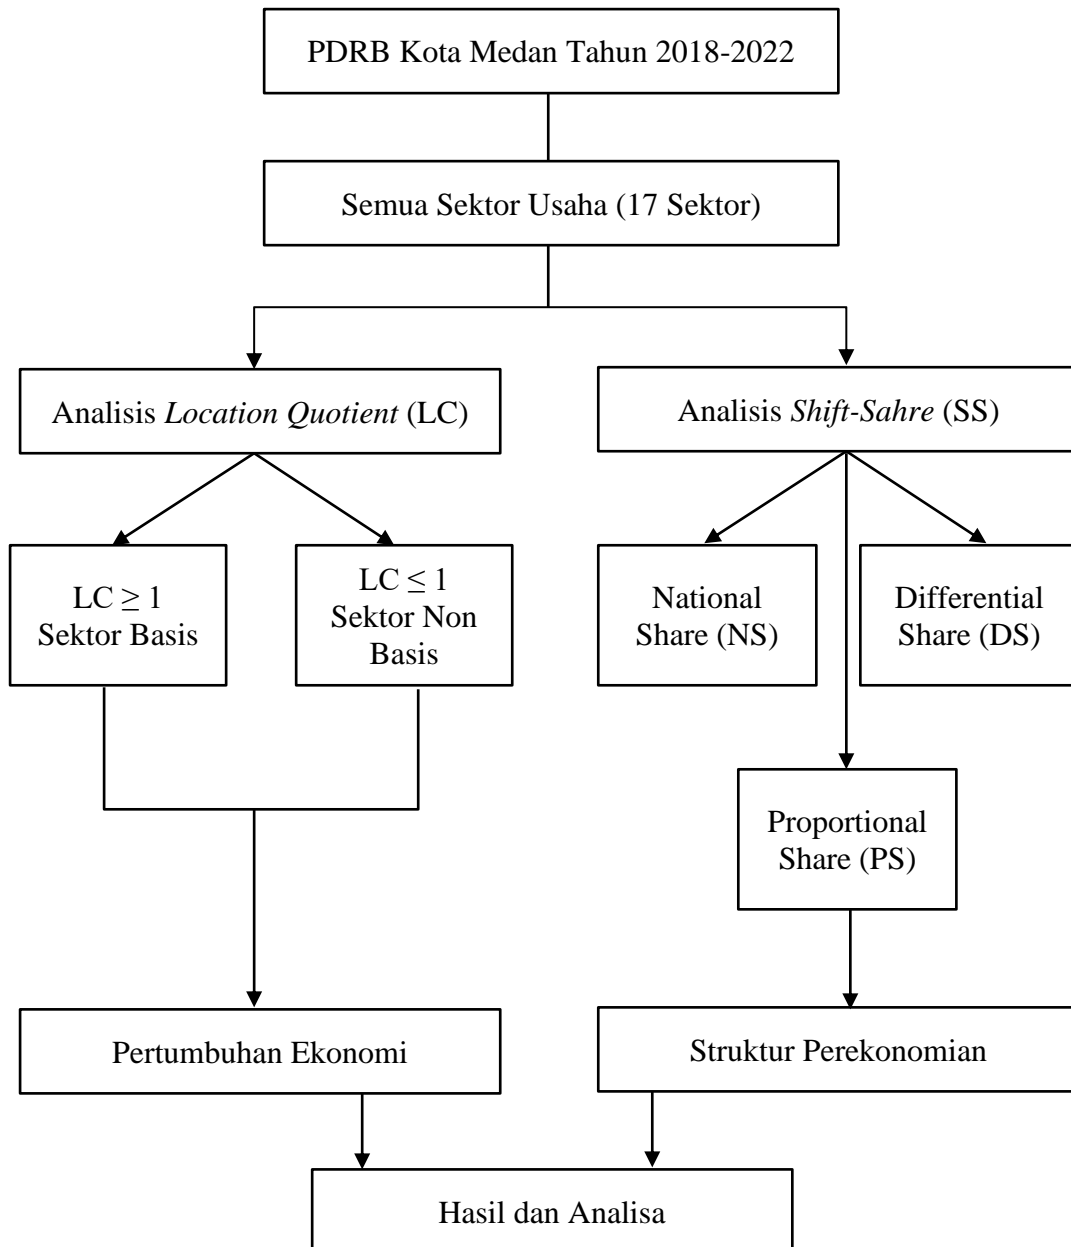 PDRB Kota Medan Tahun 2018-2022
Semua Sektor Usaha (17 Sektor)
Analisis Location Quotient (LC)
Analisis Shift-Sahre (SS)
LC ≥ 1
Sektor Basis
LC ≤ 1
Sektor Non
Basis
National
Share (NS)
Differential
Share (DS)
Proportional
Share (PS)
Pertumbuhan Ekonomi
Struktur Perekonomian
Hasil dan Analisa